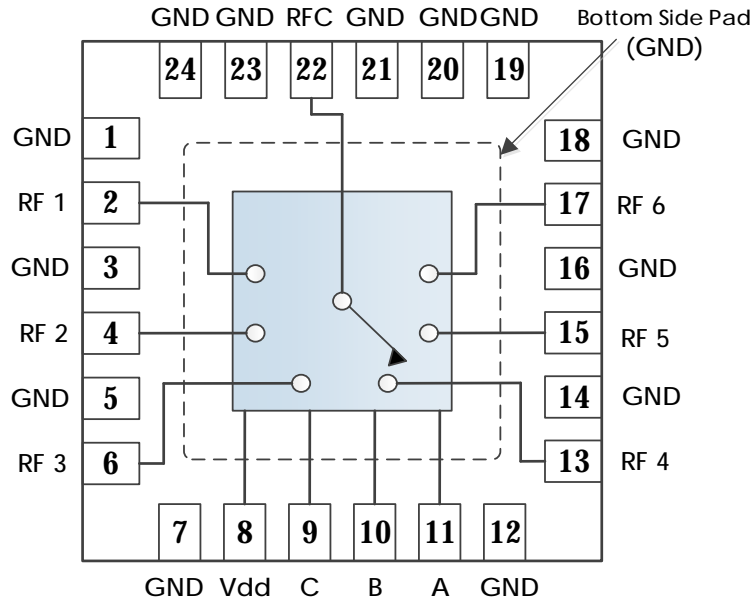 GND GND RFC GND GND GND
Bottom Side Pad
(GND)
24 23 22 21 20 19
GND 1
18 GND
RF 1 2
17 RF 6
GND 3
16 GND
RF 2 4
15 RF 5
GND 5
14 GND
RF 3 6
13 RF 4
7 8 9 10 11 12
GND Vdd C B A GND